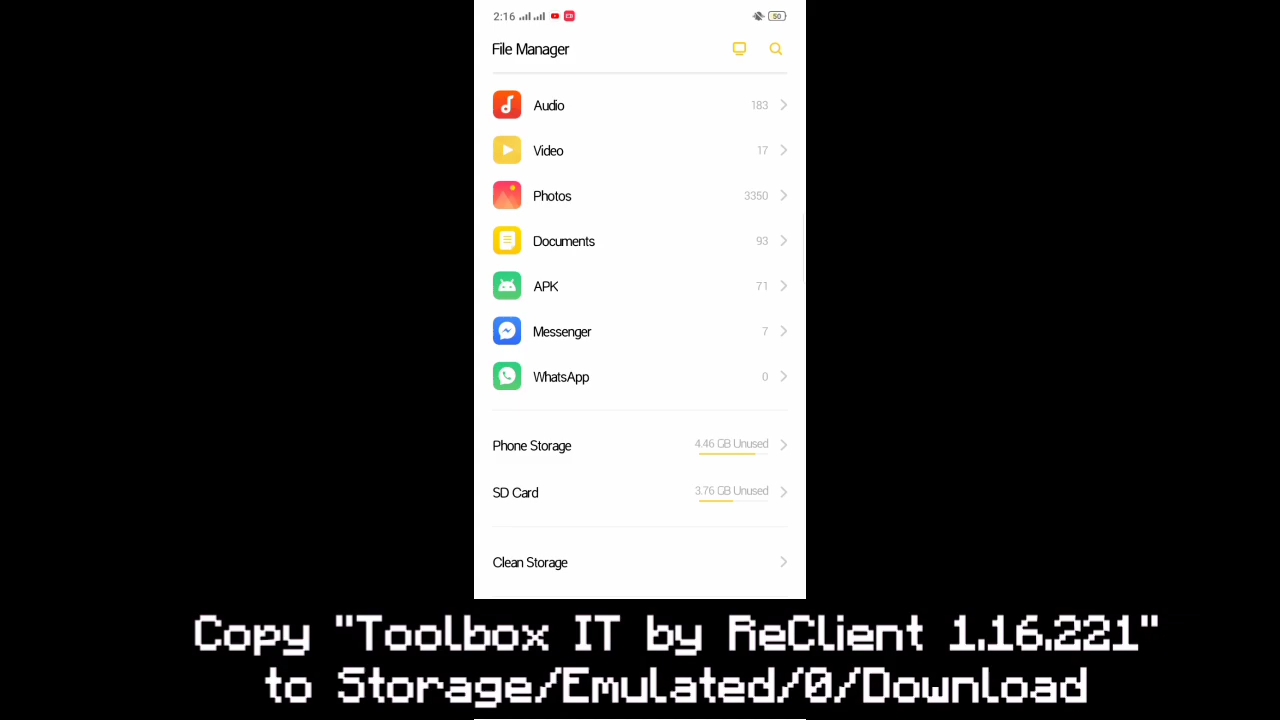 2:16
50
File Manager
Audio 183
Video 17
Photos 3350
Documents 93
APK 71
Messenger 7
WhatsApp 0
Phone Storage 4.46 GB Unused
SD Card 3.76 GB Unused
Clean Storage
Copy "Toolbox IT by ReClient 1.16.221"
to Storage/Emulated/0/Download